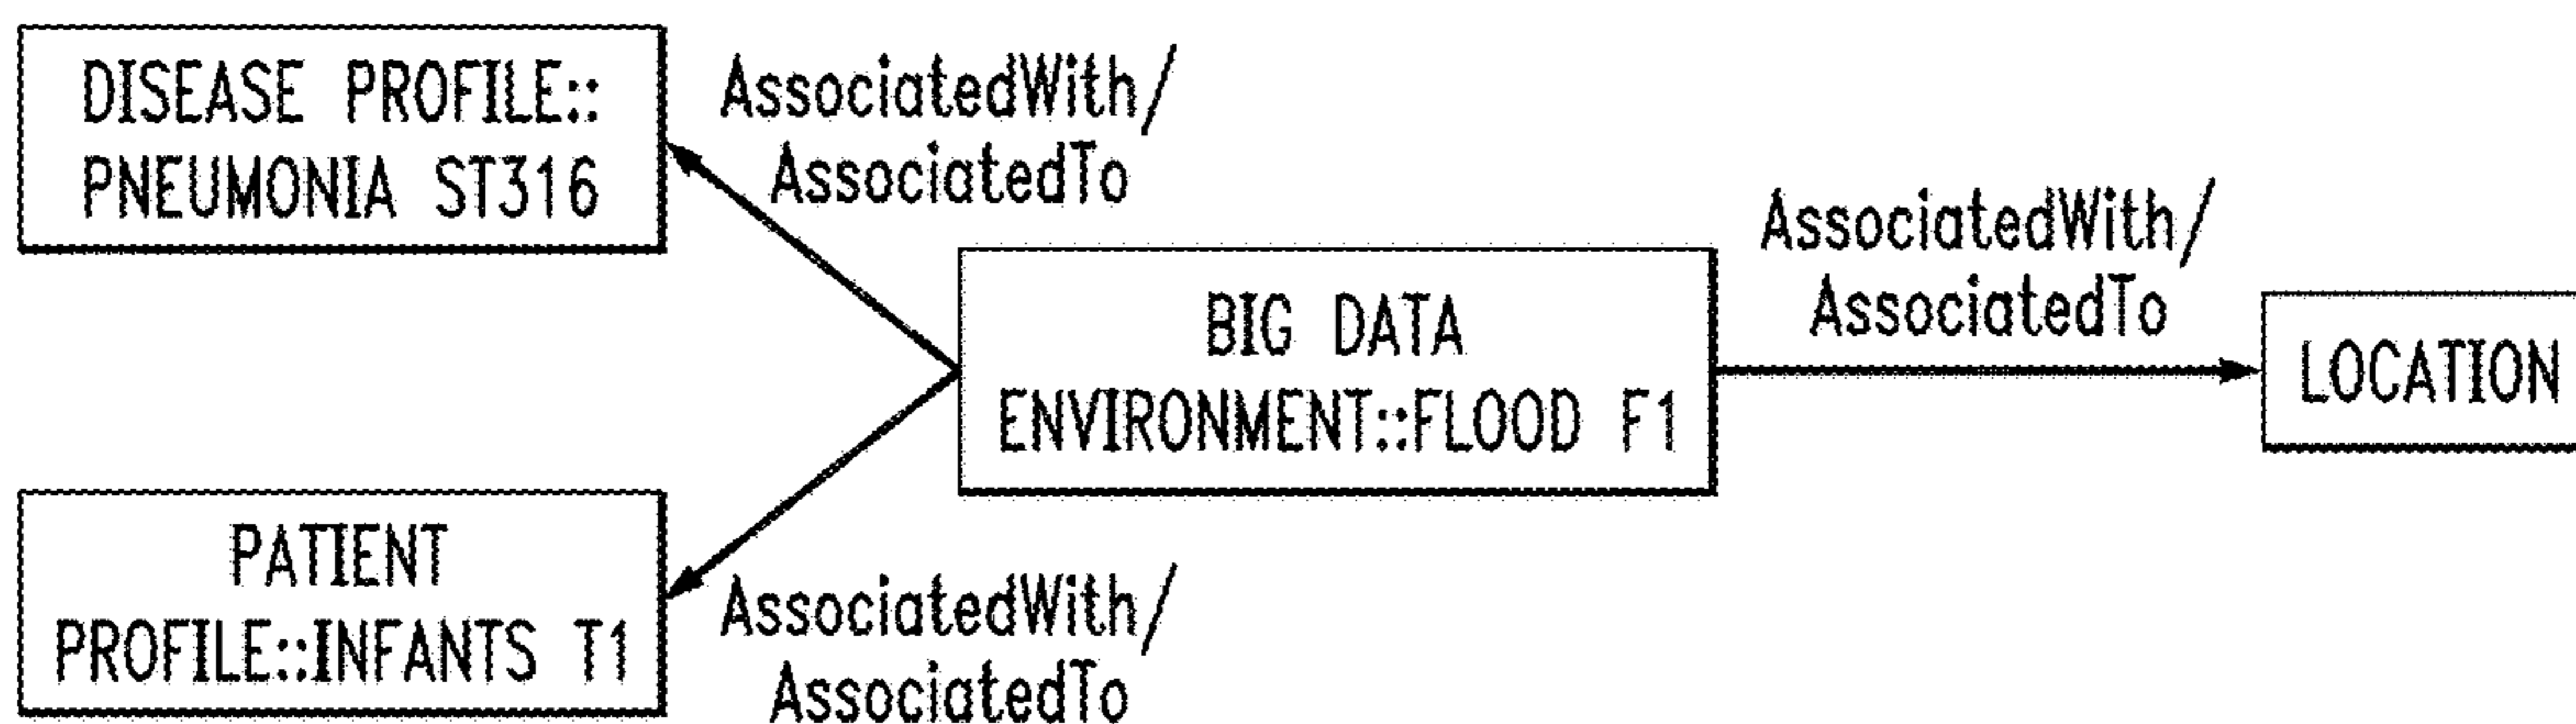 DISEASE PROFILE::
PNEUMONIA ST316
AssociatedWith/
AssociatedTo
BIG DATA
ENVIRONMENT::FLOOD F1
AssociatedWith/
AssociatedTo
LOCATION
PATIENT
PROFILE::INFANTS T1
AssociatedWith/
AssociatedTo